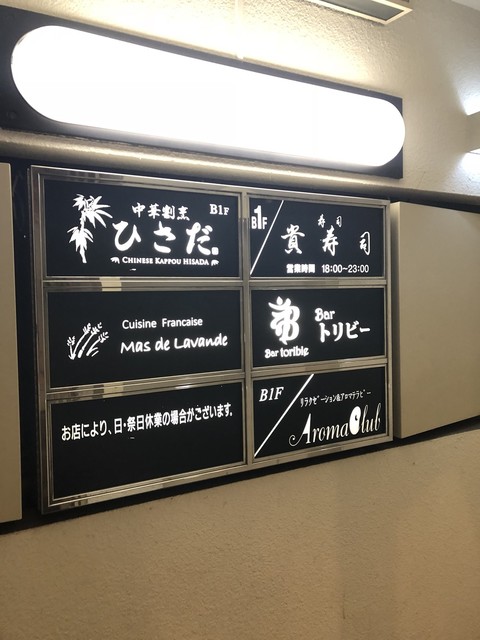 中華割烹 B1F
ひさだ
CHINESE KAPPOU HISADA
B1F 寿司
貴寿司
営業時間 18:00~23:00
Cuisine Francaise
Mas de Lavande
Bar
トリビー
Bar toribie
お店により、日・祭日休業の場合がございます。
B1F
リラクゼーション&アロマテラピー
AromaClub